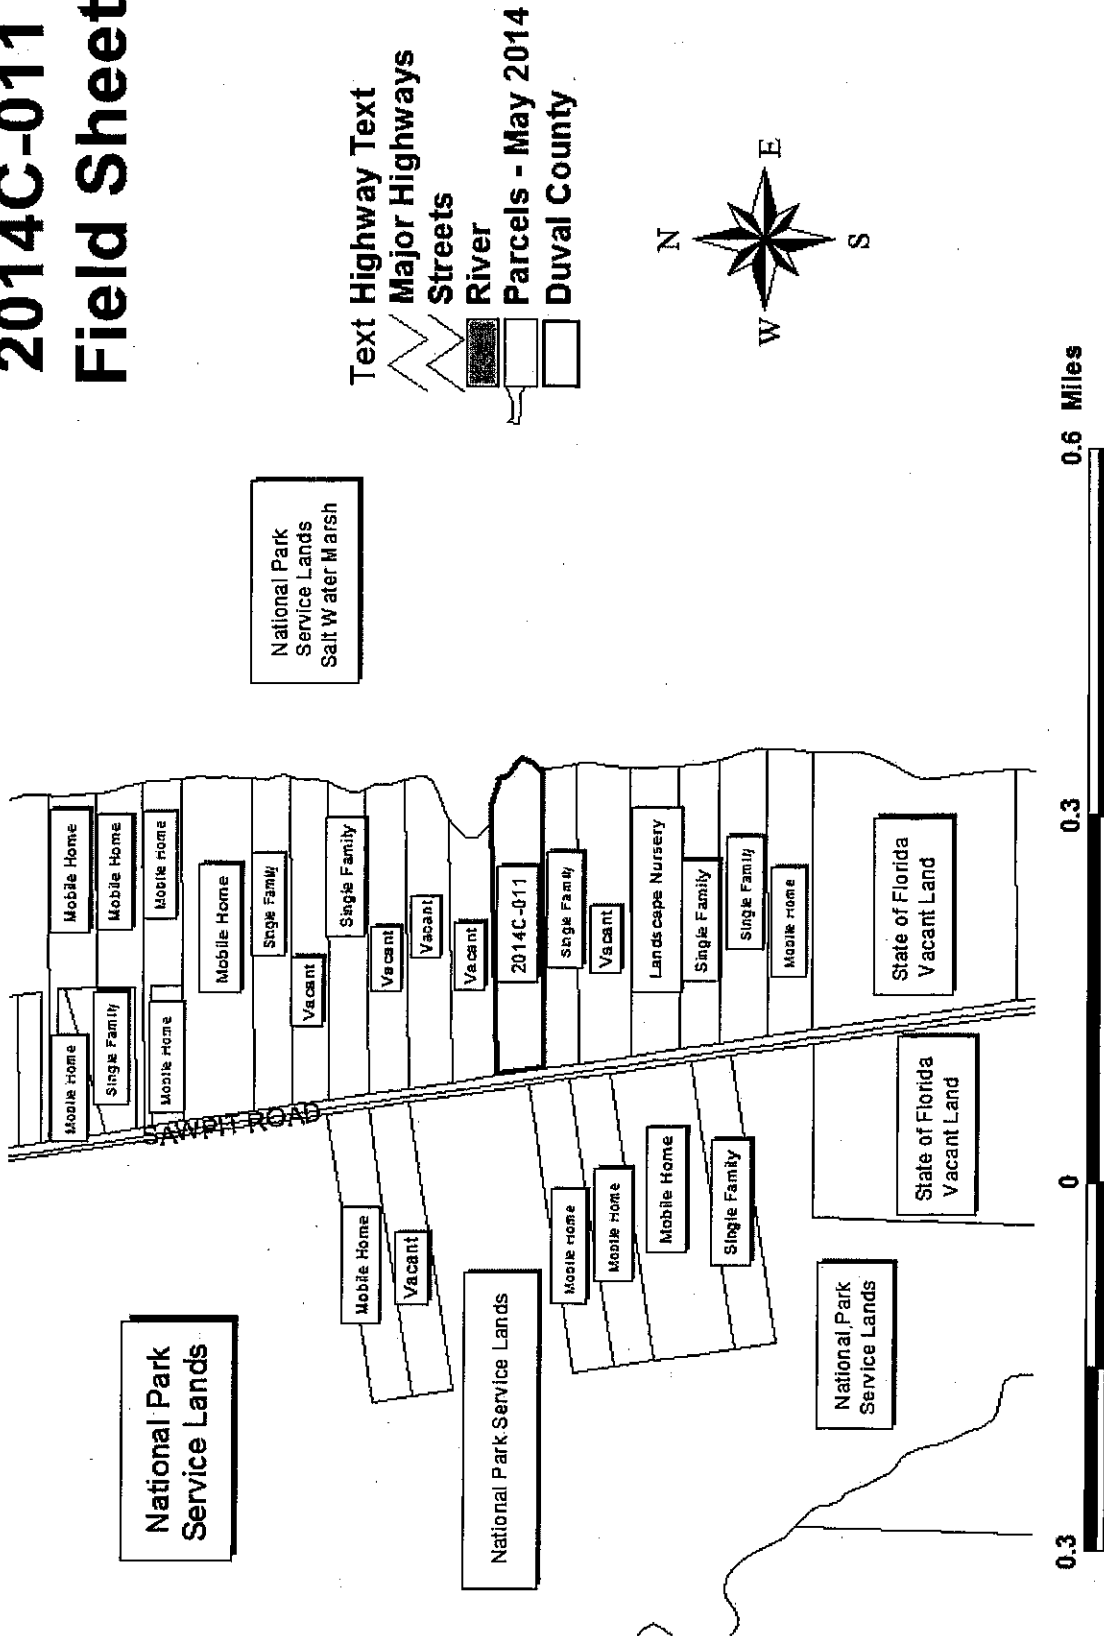 2014C-011
Field Sheet
Mobile Home
Mobile Home
Single Family
Mobile Home
Mobile Home
Mobile Home
National Park
Service Lands
SAWPIT ROAD
Mobile Home
Single Family
Vacant
Single Family
National Park
Service Lands
Salt Water Marsh
Text Highway Text
Major Highways
Streets
River
Parcels - May 2014
Duval County
Mobile Home
Vacant
Vacant
Vacant
Vacant
National Park Service Lands
2014C-011
Mobile Home
Single Family
Mobile Home
Vacant
Mobile Home
Landscape Nursery
Single Family
Single Family
Single Family
Mobile Home
N
W
E
S
National Park
Service Lands
State of Florida
Vacant Land
State of Florida
Vacant Land
0.3 0 0.3 0.6 Miles